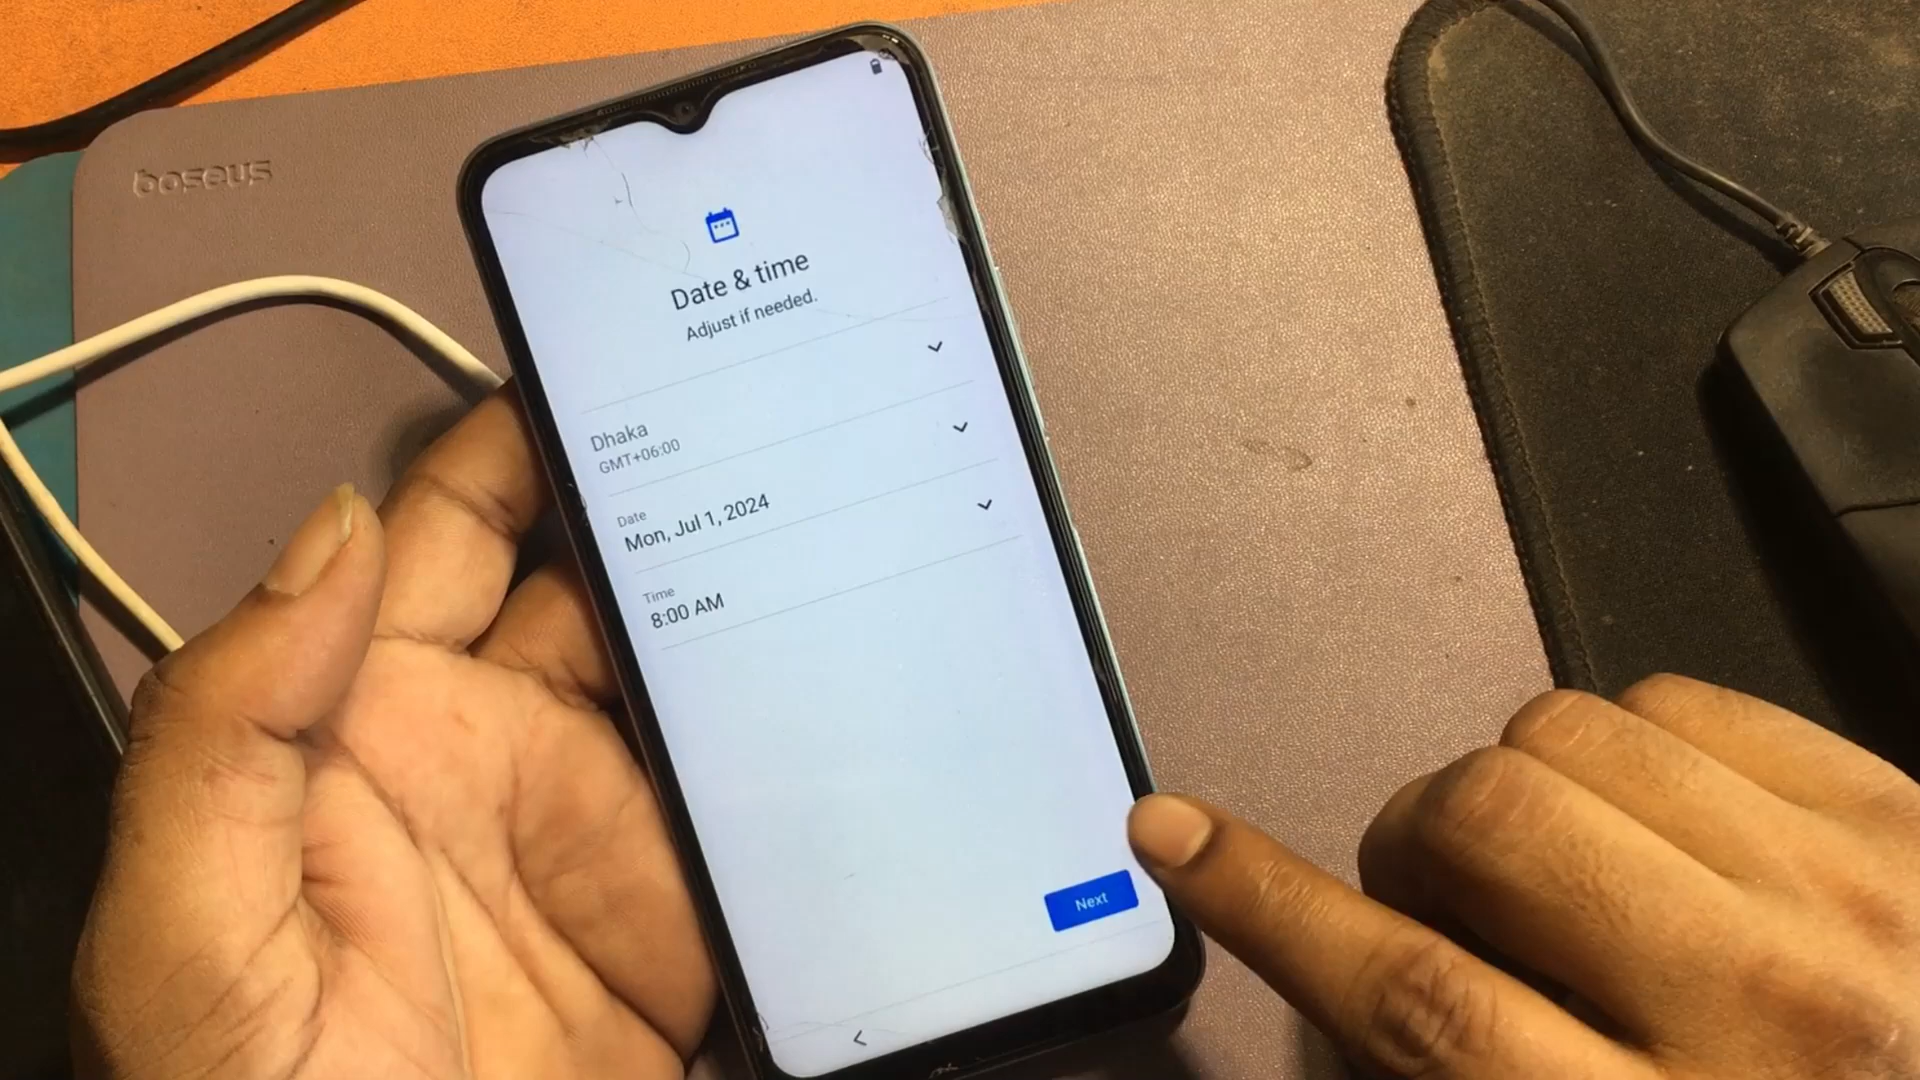 boseus
Date & time
Adjust if needed.
Dhaka
GMT+06:00
Date
Mon, Jul 1, 2024
Time
8:00 AM
Next